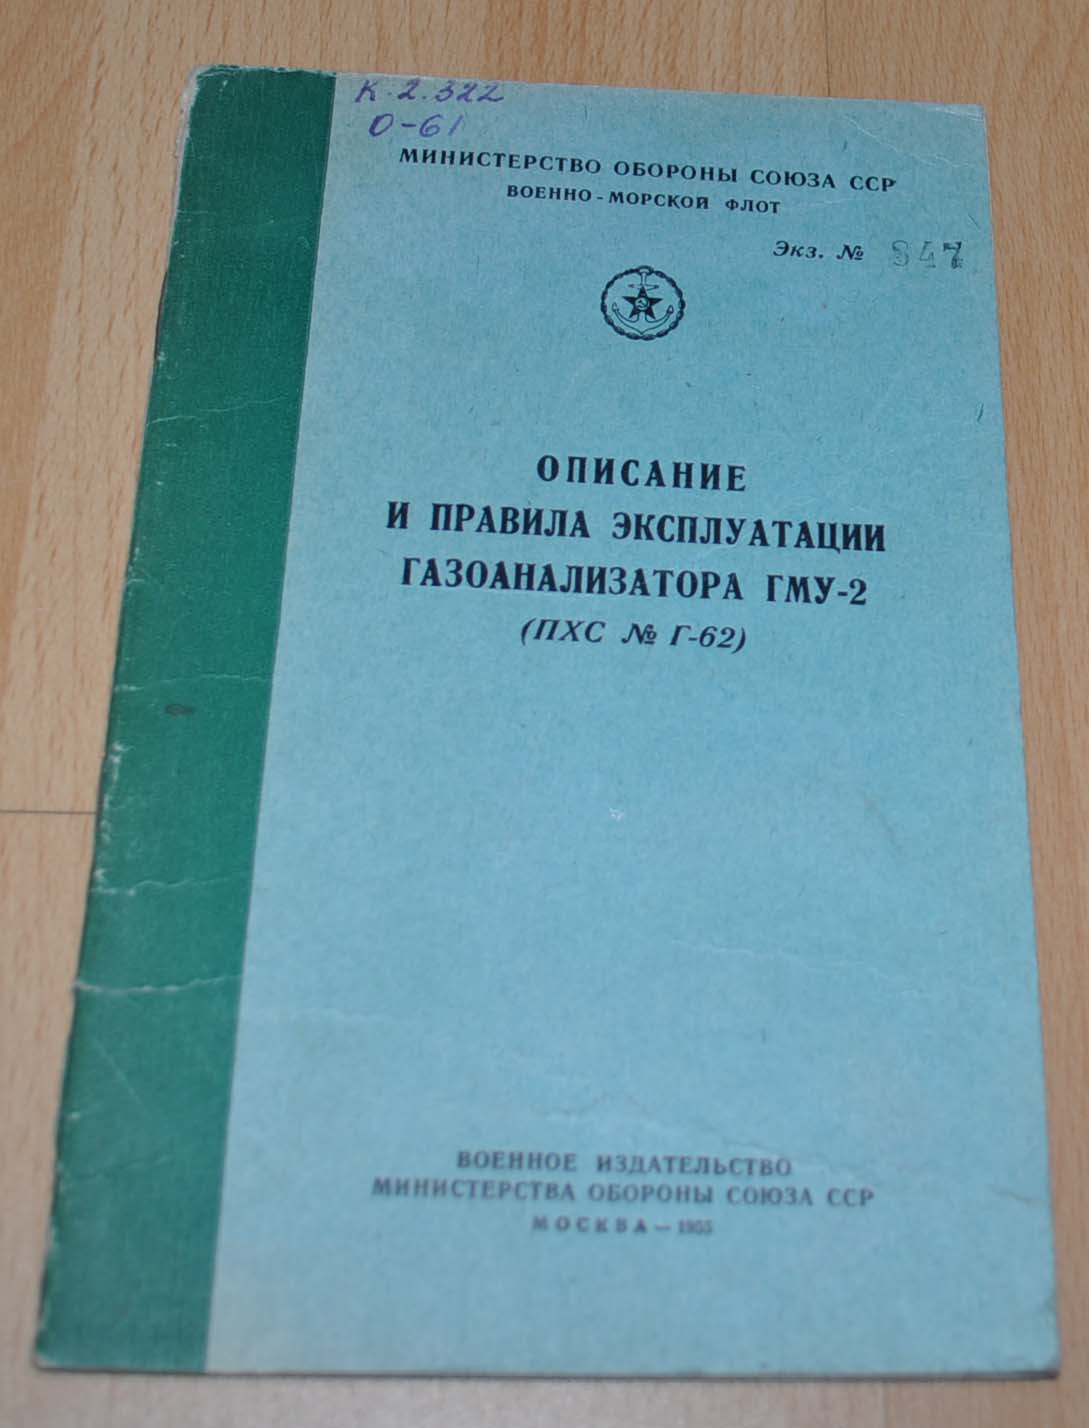 К.2.322
О-61
МИНИСТЕРСТВО ОБОРОНЫ СОЮЗА ССР
ВОЕННО-МОРСКОЙ ФЛОТ
Экз. № 847
ОПИСАНИЕ
И ПРАВИЛА ЭКСПЛУАТАЦИИ
ГАЗОАНАЛИЗАТОРА ГМУ-2
(ПХС № Г-62)
ВОЕННОЕ ИЗДАТЕЛЬСТВО
МИНИСТЕРСТВА ОБОРОНЫ СОЮЗА ССР
МОСКВА — 1955